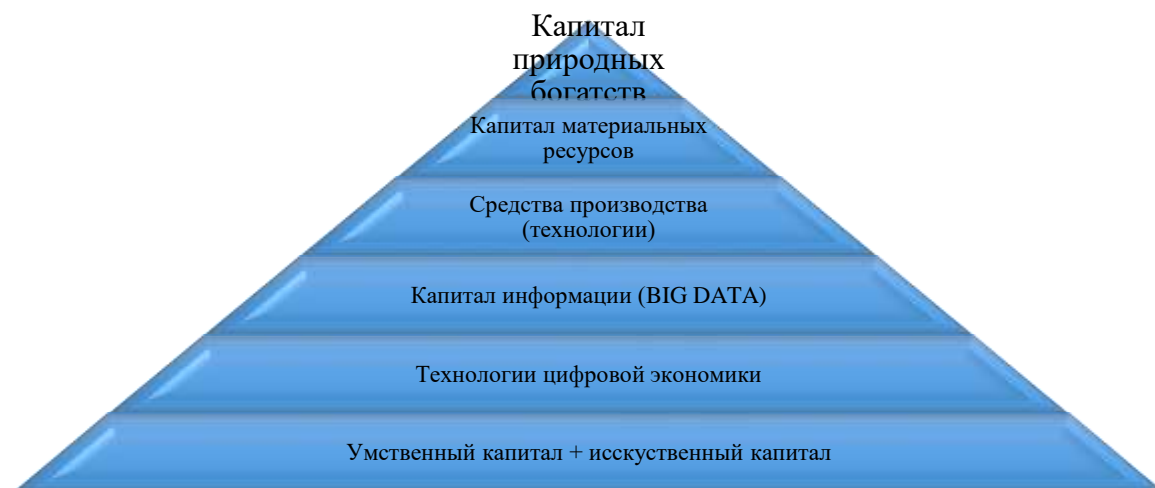 Капитал
природных
богатств
Капитал материальных
ресурсов
Средства производства
(технологии)
Капитал информации (BIG DATA)
Технологии цифровой экономики
Умственный капитал + исскуственный капитал